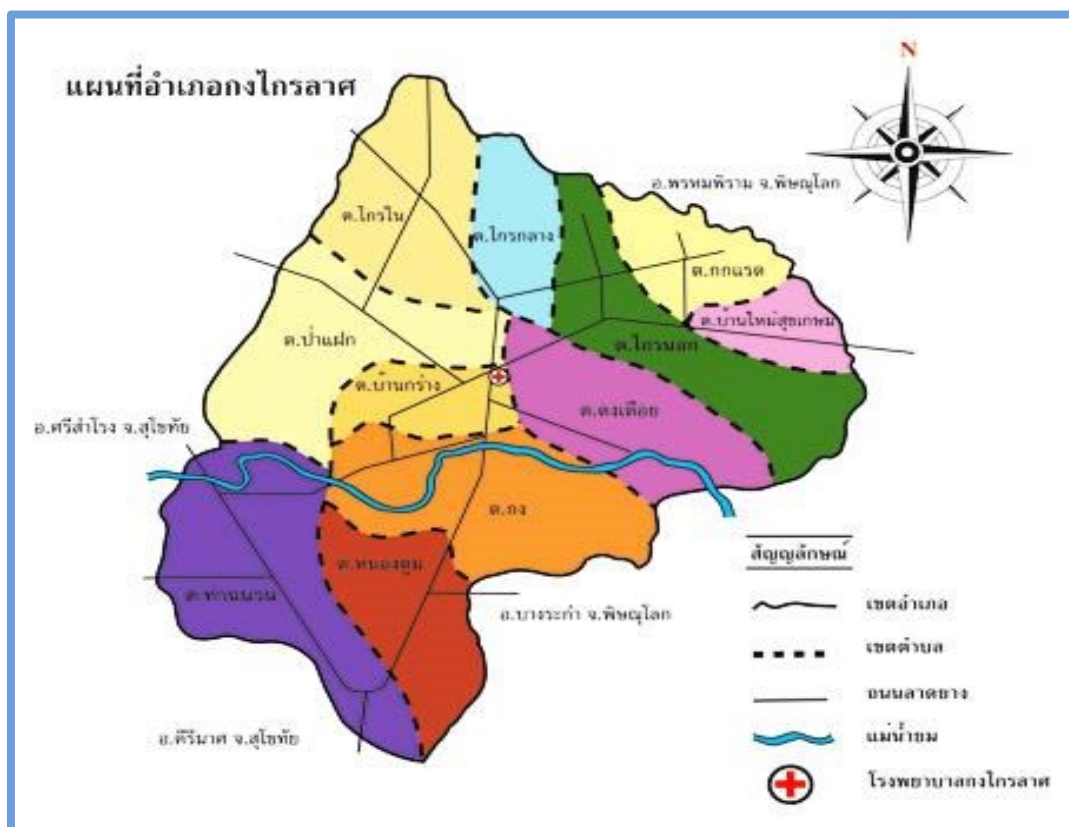 N
แผนที่อำเภอกงไกรลาศ
อ.พรหมพิราม จ.พิษณุโลก
ต.ไกรใน
ต.ไกรกลาง
ต.กกแรต
ต.บ้านใหม่สุขเกษม
ต.ไกรนอก
ต.ป่าแฝก
ต.บ้านกร่าง
ต.ดงเดือย
อ.ศรีสำโรง จ.สุโขทัย
ต.กง
ต.หนองตูม
ต.ท่าฉนวน
อ.บางระกำ จ.พิษณุโลก
อ.คีรีมาศ จ.สุโขทัย
สัญญลักษณ์
เขตอำเภอ
เขตตำบล
ถนนลาดยาง
แม่น้ำยม
โรงพยาบาลกงไกรลาศ